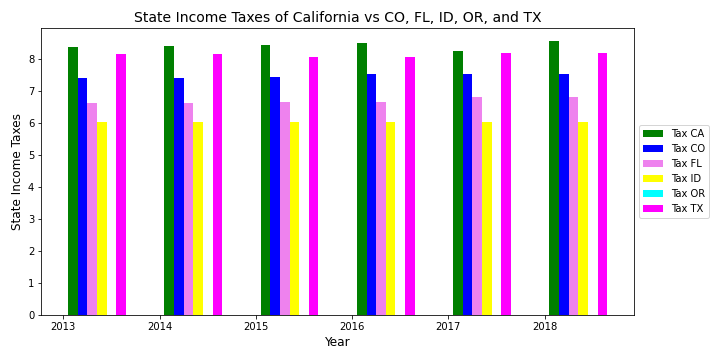 State Income Taxes of California vs CO, FL, ID, OR, and TX
State Income Taxes
8
7
6
5
4
3
2
1
0
2013 2014 2015 2016 2017 2018
Year
Tax CA
Tax CO
Tax FL
Tax ID
Tax OR
Tax TX